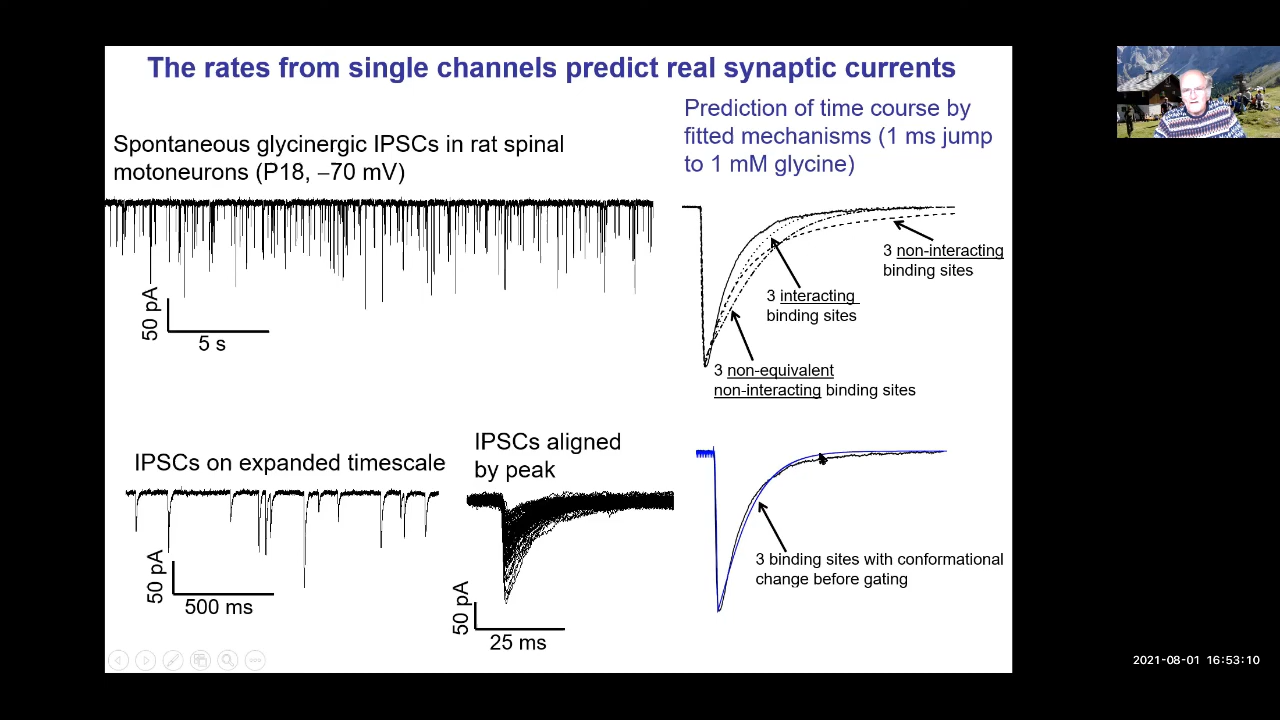 The rates from single channels predict real synaptic currents
Spontaneous glycinergic IPSCs in rat spinal
motoneurons (P18, –70 mV)
50 pA
5 s
Prediction of time course by
fitted mechanisms (1 ms jump
to 1 mM glycine)
3 non-interacting
binding sites
3 interacting
binding sites
3 non-equivalent
non-interacting binding sites
IPSCs on expanded timescale
50 pA
500 ms
IPSCs aligned
by peak
50 pA
25 ms
3 binding sites with conformational
change before gating
2021-08-01 16:53:10